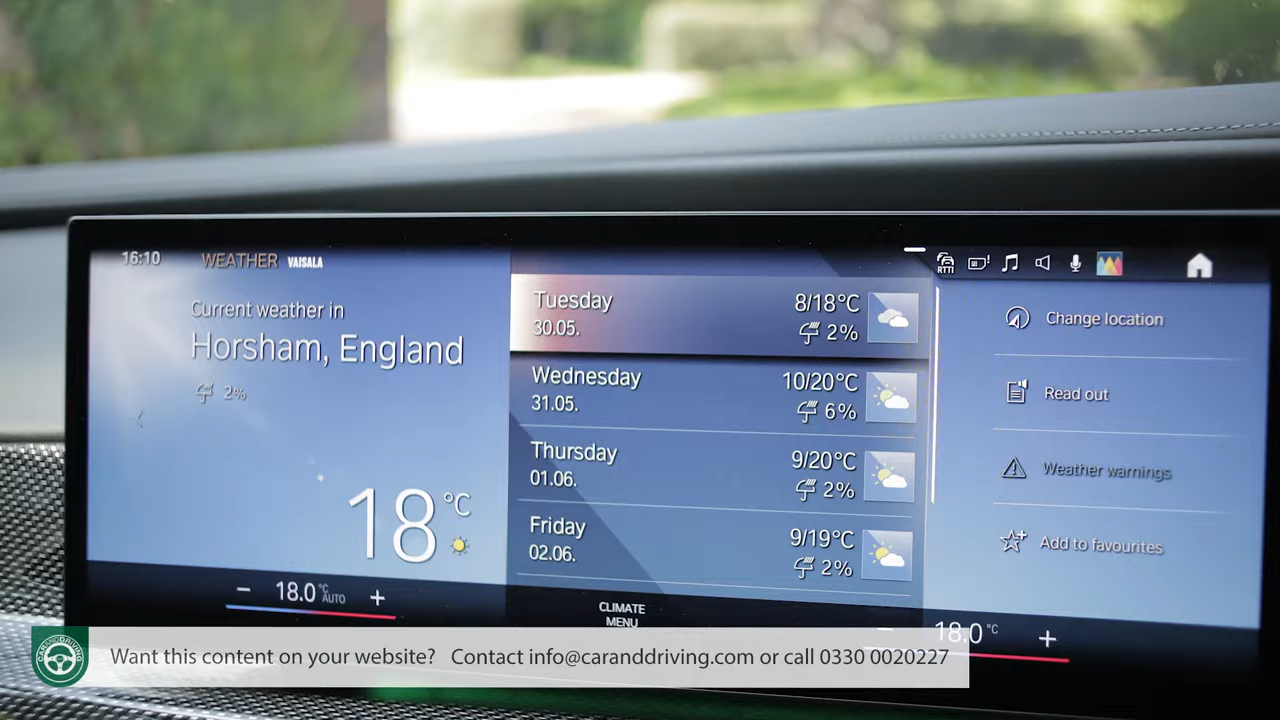 16:10
WEATHER VAISALA
Current weather in
Horsham, England
2%
18 °C
Tuesday 8/18°C
30.05. 2%
Wednesday 10/20°C
31.05. 6%
Thursday 9/20°C
01.06. 2%
Friday 9/19°C
02.06. 2%
RTTI
Change location
Read out
Weather warnings
Add to favourites
18.0 °C AUTO
CLIMATE
MENU
18.0 °C
CARANDDRIVING
Want this content on your website? Contact info@caranddriving.com or call 0330 0020227